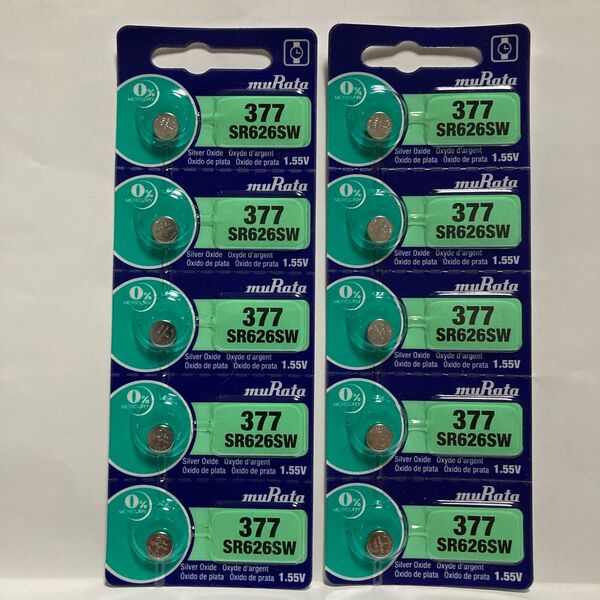 muRata
0%
MERCURY
377
SR626SW
Silver Oxide Oxyde d'argent
Óxido de plata Óxido de prata 1.55V
muRata
0%
MERCURY
377
SR626SW
Silver Oxide Oxyde d'argent
Óxido de plata Óxido de prata 1.55V
muRata
0%
MERCURY
377
SR626SW
Silver Oxide Oxyde d'argent
Óxido de plata Óxido de prata 1.55V
muRata
0%
MERCURY
377
SR626SW
Silver Oxide Oxyde d'argent
Óxido de plata Óxido de prata 1.55V
muRata
0%
MERCURY
377
SR626SW
Silver Oxide Oxyde d'argent
Óxido de plata Óxido de prata 1.55V
muRata
0%
MERCURY
377
SR626SW
Silver Oxide Oxyde d'argent
Óxido de plata Óxido de prata 1.55V
muRata
0%
MERCURY
377
SR626SW
Silver Oxide Oxyde d'argent
Óxido de plata Óxido de prata 1.55V
muRata
0%
MERCURY
377
SR626SW
Silver Oxide Oxyde d'argent
Óxido de plata Óxido de prata 1.55V
muRata
0%
MERCURY
377
SR626SW
Silver Oxide Oxyde d'argent
Óxido de plata Óxido de prata 1.55V
muRata
0%
MERCURY
377
SR626SW
Silver Oxide Oxyde d'argent
Óxido de plata Óxido de prata 1.55V